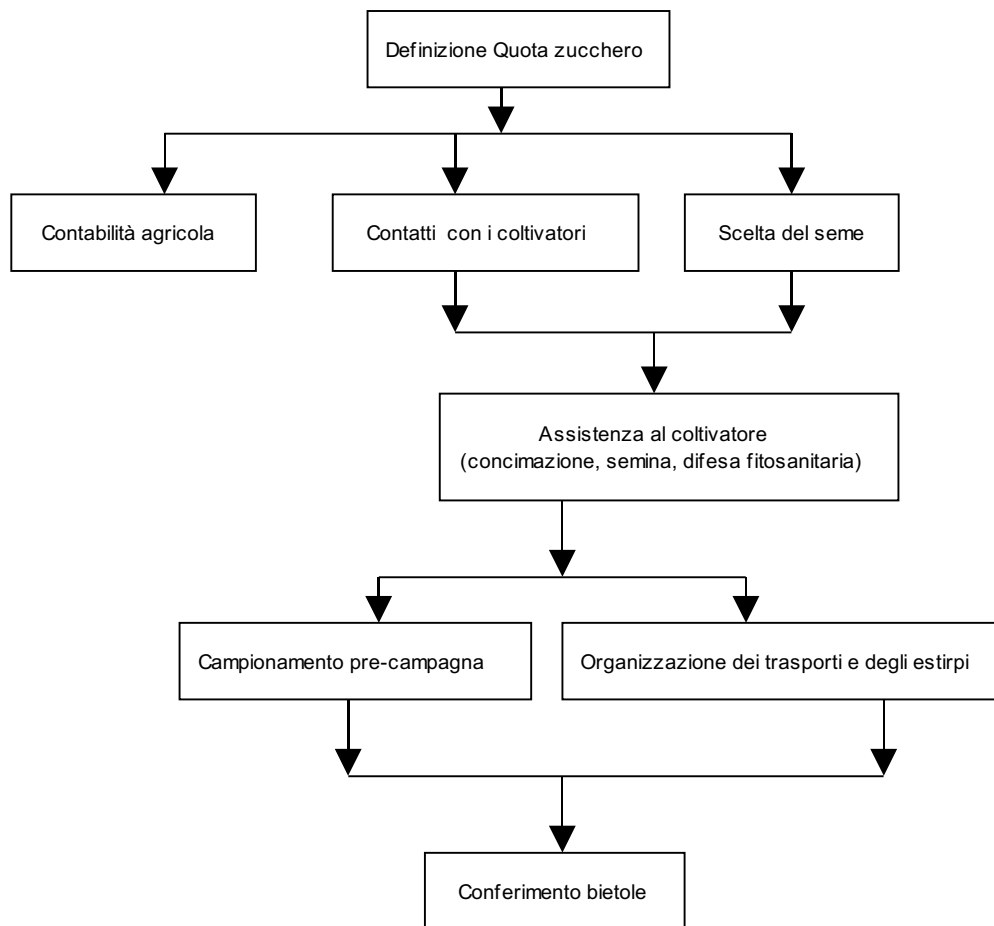 Definizione Quota zucchero
Contabilità agricola
Contatti con i coltivatori
Scelta del seme
Assistenza al coltivatore
(concimazione, semina, difesa fitosanitaria)
Campionamento pre-campagna
Organizzazione dei trasporti e degli estirpi
Conferimento bietole